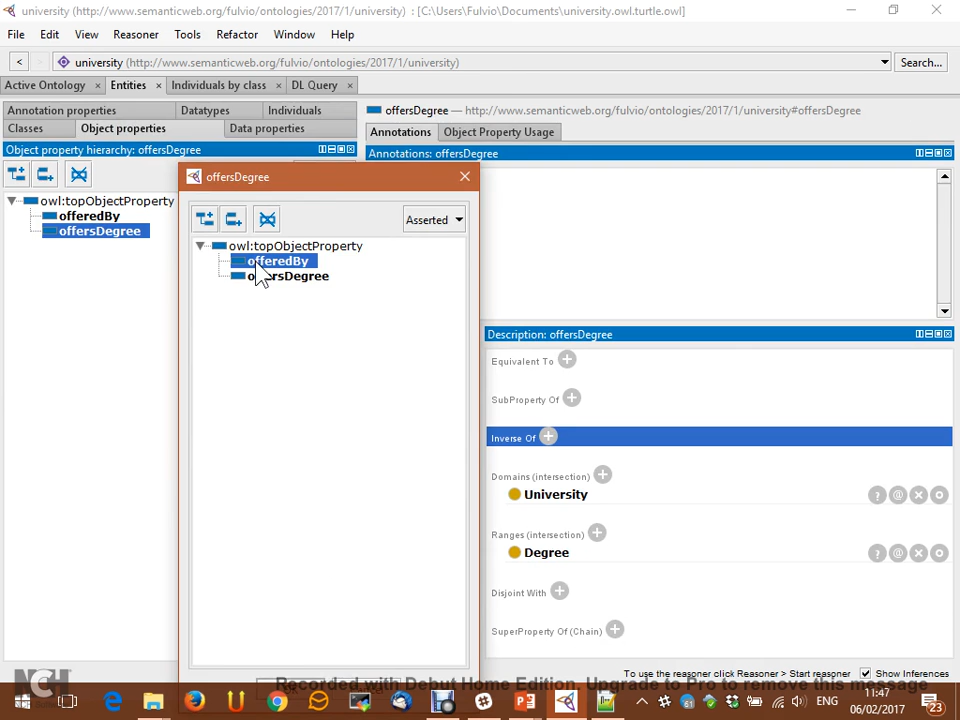 university (http://www.semanticweb.org/fulvio/ontologies/2017/1/university) : [C:\Users\Fulvio\Documents\university.owl.turtle.owl]
File Edit View Reasoner Tools Refactor Window Help
< university (http://www.semanticweb.org/fulvio/ontologies/2017/1/university) Search...
Active Ontology × Entities × Individuals by class × DL Query ×
Annotation properties Datatypes Individuals
Classes Object properties Data properties
Object property hierarchy: offersDegree
owl:topObjectProperty
offeredBy
offersDegree
offersDegree
Asserted
owl:topObjectProperty
offeredBy
offersDegree
offersDegree — http://www.semanticweb.org/fulvio/ontologies/2017/1/university#offersDegree
Annotations Object Property Usage
Annotations: offersDegree
Description: offersDegree
Equivalent To
SubProperty Of
Inverse Of
Domains (intersection)
University
Ranges (intersection)
Degree
Disjoint With
SuperProperty Of (Chain)
To use the reasoner click Reasoner > Start reasoner Show Inferences
NCH
Recorded with Debut Home Edition. Upgrade to Pro to remove this message
61 ENG 11:47
06/02/2017 23